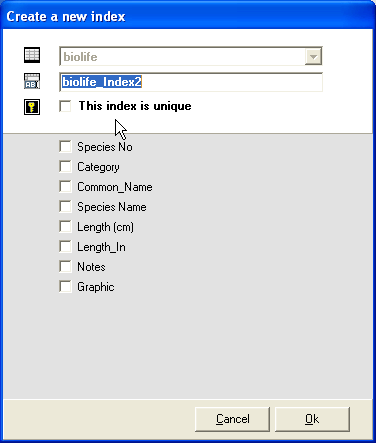 Create a new index
biolife
biolife_Index2
This index is unique
Species No
Category
Common_Name
Species Name
Length (cm)
Length_In
Notes
Graphic
Cancel Ok